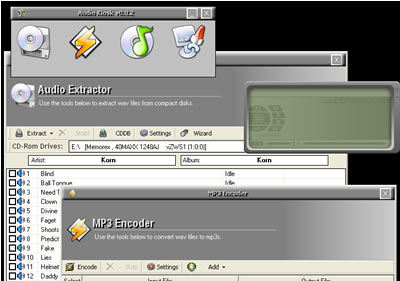 Audio Kiosk v0.9.2
Audio Extractor
Use the tools below to extract wav files from compact disks.
Extract Stop CDDB Settings Wizard
CD-Rom Drives: E:\ [Memorex , 40MAXX 1248AJ vZWS1 (1:0:0)]
Artist: Korn Album: Korn
1 Blind Idle
2 Ball Tongue Idle
3 Need T
4 Clown
5 Divine
6 Faget
7 Shoots
8 Predict
9 Fake
10 Lies
11 Helmet
12 Daddy
MP3 Encoder
MP3 Encoder
Use the tools below to convert wav files to mp3s.
Encode Stop Settings Add
Select Input File Output File